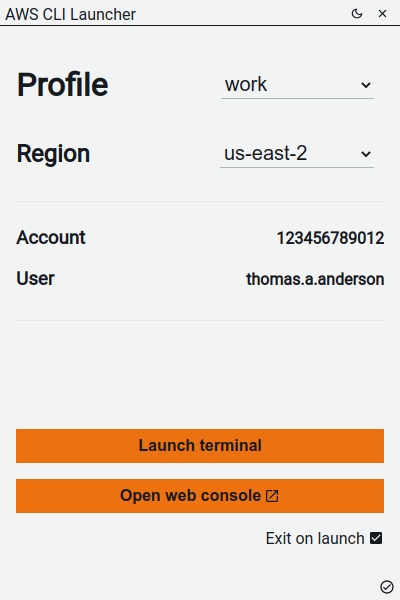 AWS CLI Launcher
Profile work
Region us-east-2
Account 123456789012
User thomas.a.anderson
Launch terminal
Open web console
Exit on launch